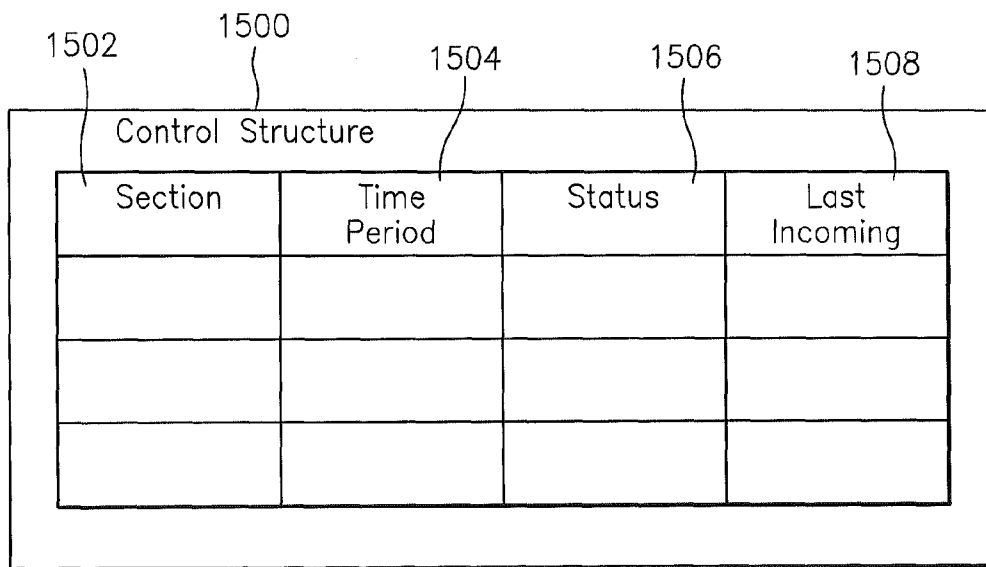 1500
1502
1504
1506
1508
Control Structure
Section
Time
Period
Status
Last
Incoming